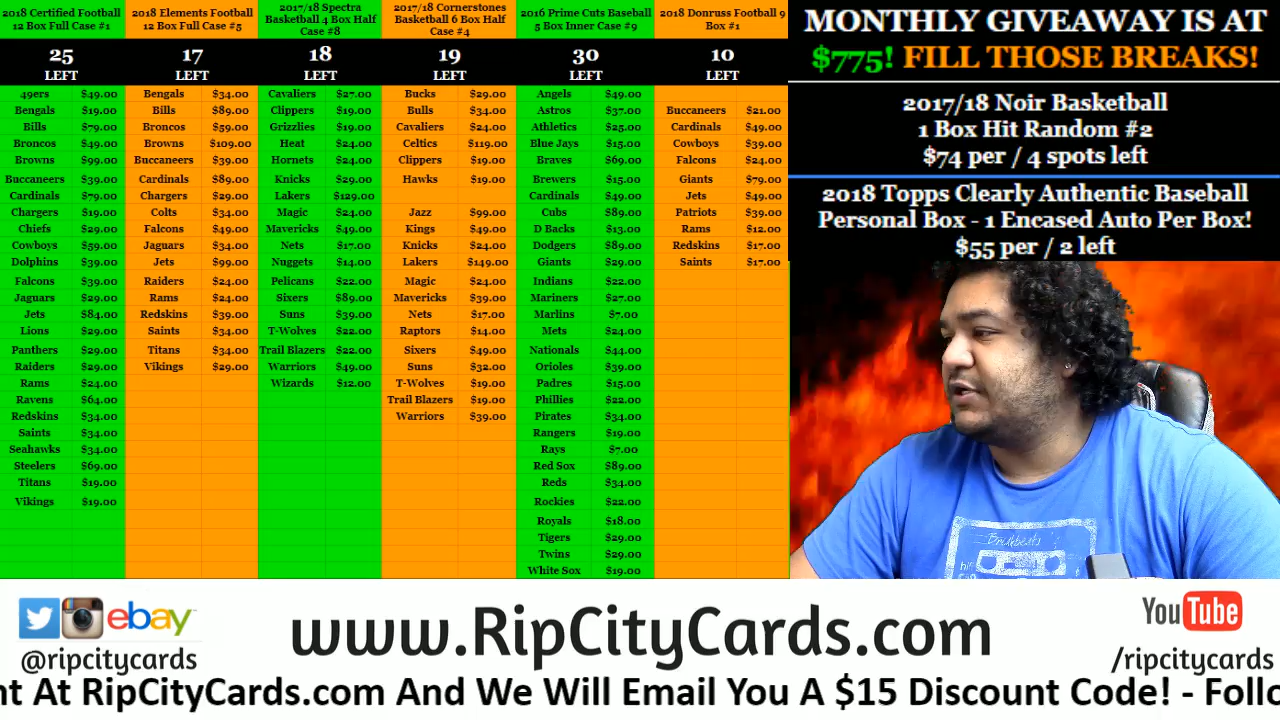 2018 Certified Football
12 Box Full Case #1
25
LEFT
49ers $49.00
Bengals $19.00
Bills $79.00
Broncos $49.00
Browns $99.00
Buccaneers $39.00
Cardinals $79.00
Chargers $19.00
Chiefs $29.00
Cowboys $59.00
Dolphins $39.00
Falcons $39.00
Jaguars $29.00
Jets $84.00
Lions $29.00
Panthers $29.00
Raiders $29.00
Rams $24.00
Ravens $64.00
Redskins $34.00
Saints $34.00
Seahawks $34.00
Steelers $69.00
Titans $19.00
Vikings $19.00
2018 Elements Football
12 Box Full Case #5
17
LEFT
Bengals $34.00
Bills $89.00
Broncos $59.00
Browns $109.00
Buccaneers $39.00
Cardinals $89.00
Chargers $29.00
Colts $34.00
Falcons $49.00
Jaguars $34.00
Jets $99.00
Raiders $24.00
Rams $24.00
Redskins $39.00
Saints $34.00
Titans $34.00
Vikings $29.00
2017/18 Spectra
Basketball 4 Box Half
Case #8
18
LEFT
Cavaliers $27.00
Clippers $19.00
Grizzlies $19.00
Heat $24.00
Hornets $24.00
Knicks $29.00
Lakers $129.00
Magic $24.00
Mavericks $49.00
Nets $17.00
Nuggets $14.00
Pelicans $22.00
Sixers $89.00
Suns $39.00
T-Wolves $22.00
Trail Blazers $22.00
Warriors $49.00
Wizards $12.00
2017/18 Cornerstones
Basketball 6 Box Half
Case #4
19
LEFT
Bucks $29.00
Bulls $34.00
Cavaliers $24.00
Celtics $119.00
Clippers $19.00
Hawks $19.00
Jazz $99.00
Kings $49.00
Knicks $24.00
Lakers $149.00
Magic $24.00
Mavericks $39.00
Nets $17.00
Raptors $14.00
Sixers $49.00
Suns $32.00
T-Wolves $19.00
Trail Blazers $19.00
Warriors $39.00
2016 Prime Cuts Baseball
5 Box Inner Case #9
30
LEFT
Angels $49.00
Astros $37.00
Athletics $25.00
Blue Jays $15.00
Braves $69.00
Brewers $15.00
Cardinals $49.00
Cubs $89.00
D Backs $13.00
Dodgers $89.00
Giants $29.00
Indians $22.00
Mariners $27.00
Marlins $7.00
Mets $24.00
Nationals $44.00
Orioles $39.00
Padres $15.00
Phillies $22.00
Pirates $34.00
Rangers $19.00
Rays $7.00
Red Sox $89.00
Reds $34.00
Rockies $22.00
Royals $18.00
Tigers $29.00
Twins $29.00
White Sox $19.00
2018 Donruss Football 9
Box #1
10
LEFT
Buccaneers $21.00
Cardinals $49.00
Cowboys $39.00
Falcons $24.00
Giants $79.00
Jets $49.00
Patriots $39.00
Rams $12.00
Redskins $17.00
Saints $17.00
MONTHLY GIVEAWAY IS AT
$775! FILL THOSE BREAKS!
2017/18 Noir Basketball
1 Box Hit Random #2
$74 per / 4 spots left
2018 Topps Clearly Authentic Baseball
Personal Box - 1 Encased Auto Per Box!
$55 per / 2 left
ebay
@ripcitycards
www.RipCityCards.com
YouTube
/ripcitycards
nt At RipCityCards.com And We Will Email You A $15 Discount Code! - Follo